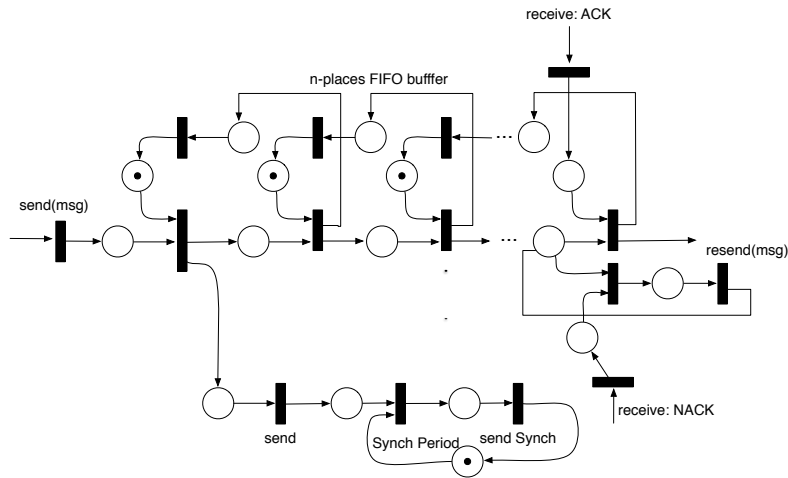 receive: ACK
n-places FIFO bufffer
...
send(msg)
...
resend(msg)
receive: NACK
send
Synch Period
send Synch